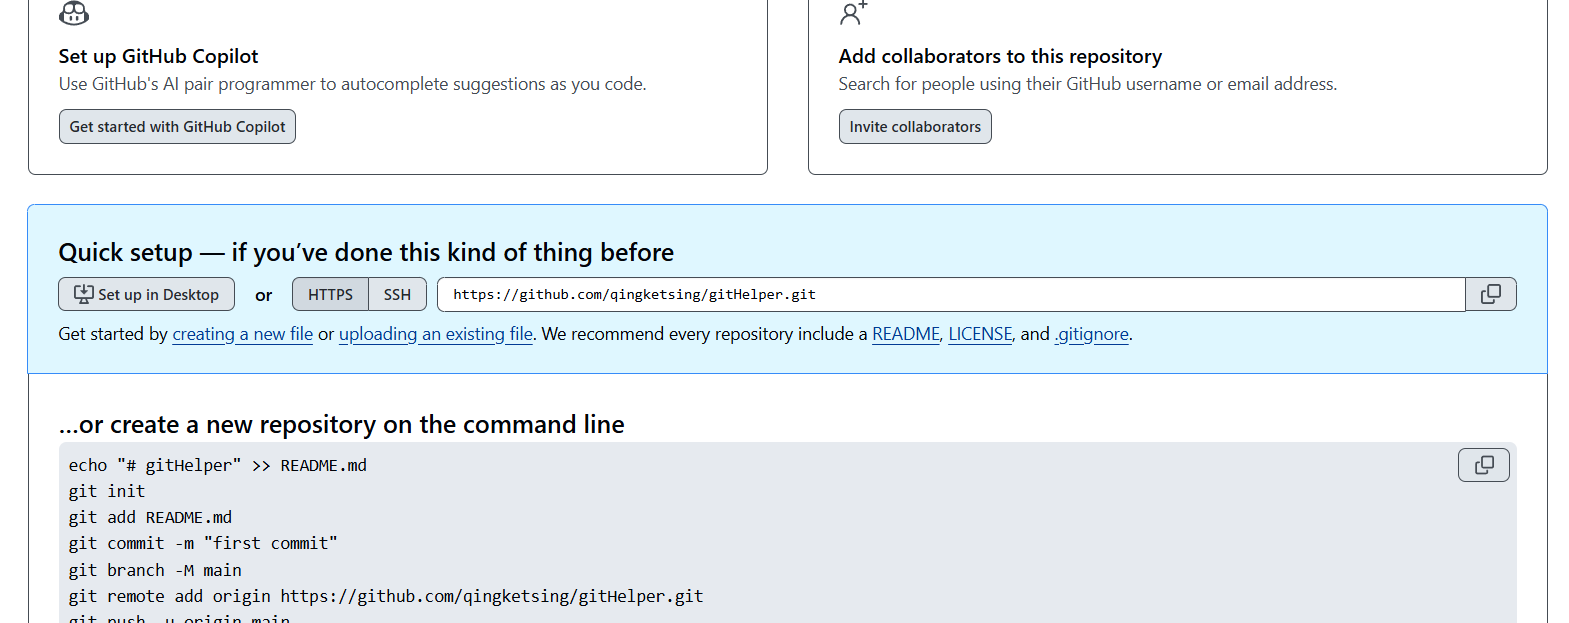 Set up GitHub Copilot
Use GitHub's AI pair programmer to autocomplete suggestions as you code.
Get started with GitHub Copilot
Add collaborators to this repository
Search for people using their GitHub username or email address.
Invite collaborators
Quick setup — if you’ve done this kind of thing before
Set up in Desktop or HTTPS SSH https://github.com/qingketsing/gitHelper.git
Get started by creating a new file or uploading an existing file. We recommend every repository include a README, LICENSE, and .gitignore.
...or create a new repository on the command line
echo "# gitHelper" >> README.md
git init
git add README.md
git commit -m "first commit"
git branch -M main
git remote add origin https://github.com/qingketsing/gitHelper.git
git push -u origin main